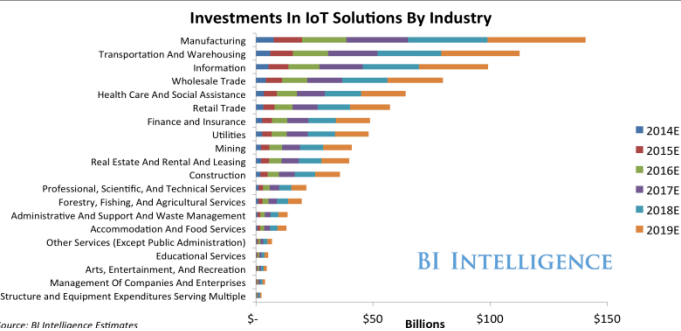 Investments In IoT Solutions By Industry
Manufacturing
Transportation And Warehousing
Information
Wholesale Trade
Health Care And Social Assistance
Retail Trade
Finance and Insurance
Utilities
Mining
Real Estate And Rental And Leasing
Construction
Professional, Scientific, And Technical Services
Forestry, Fishing, And Agricultural Services
Administrative And Support And Waste Management
Accommodation And Food Services
Other Services (Except Public Administration)
Educational Services
Arts, Entertainment, And Recreation
Management Of Companies And Enterprises
Structure and Equipment Expenditures Serving Multiple
2014E
2015E
2016E
2017E
2018E
2019E
BI INTELLIGENCE
$- $50 $100 $150
Billions
Source: BI Intelligence Estimates